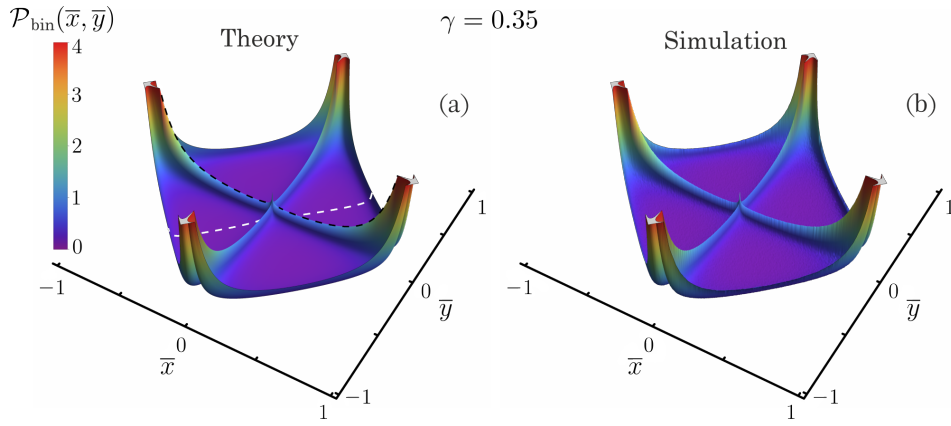 𝒫bin(x̅, y̅)
γ = 0.35
Theory
Simulation
4
3
2
1
0
(a)
(b)
−1
0
x̅
1
−1
0
y̅
1
−1
0
x̅
1
−1
0
y̅
1